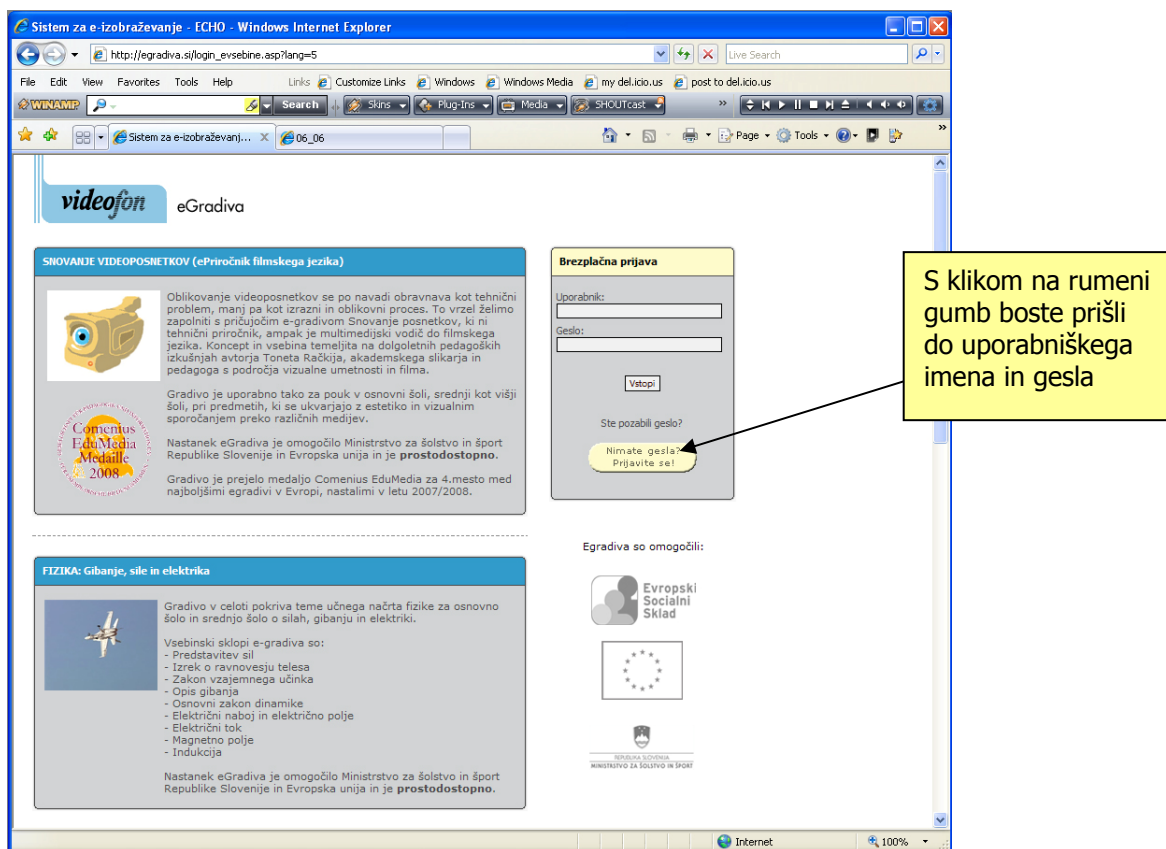 Sistem za e-izobraževanje - ECHO - Windows Internet Explorer
http://egradiva.si/login_evsebine.asp?lang=5
Live Search
File Edit View Favorites Tools Help Links Customize Links Windows Windows Media my del.icio.us post to del.icio.us
WINAMP Search Skins Plug-Ins Media SHOUTcast »
Sistem za e-izobraževanj... X 06_06 Page Tools »
videofon eGradiva
SNOVANJE VIDEOPOSNETKOV (ePriročnik filmskega jezika)
Oblikovanje videoposnetkov se po navadi obravnava kot tehnični
problem, manj pa kot izrazni in oblikovni proces. To vrzel želimo
zapolniti s pričujočim e-gradivom Snovanje posnetkov, ki ni
tehnični priročnik, ampak je multimedijski vodič do filmskega
jezika. Koncept in vsebina temeljita na dolgoletnih pedagoških
izkušnjah avtorja Toneta Račkija, akademskega slikarja in
pedagoga s področja vizualne umetnosti in filma.
Gradivo je uporabno tako za pouk v osnovni šoli, srednji kot višji
šoli, pri predmetih, ki se ukvarjajo z estetiko in vizualnim
sporočanjem preko različnih medijev.
Nastanek eGradiva je omogočilo Ministrstvo za šolstvo in šport
Republike Slovenije in Evropska unija in je prostodostopno.
Gradivo je prejelo medaljo Comenius EduMedia za 4.mesto med
najboljšimi egradivi v Evropi, nastalimi v letu 2007/2008.
Comenius
EduMedia
Medaille
2008
Brezplačna prijava
Uporabnik:
Geslo:
Vstopi
Ste pozabili geslo?
Nimate gesla?
Prijavite se!
S klikom na rumeni
gumb boste prišli
do uporabniškega
imena in gesla
FIZIKA: Gibanje, sile in elektrika
Gradivo v celoti pokriva teme učnega načrta fizike za osnovno
šolo in srednjo šolo o silah, gibanju in elektriki.
Vsebinski sklopi e-gradiva so:
- Predstavitev sil
- Izrek o ravnovesju telesa
- Zakon vzajemnega učinka
- Opis gibanja
- Osnovni zakon dinamike
- Električni naboj in električno polje
- Električni tok
- Magnetno polje
- Indukcija
Nastanek eGradiva je omogočilo Ministrstvo za šolstvo in šport
Republike Slovenije in Evropska unija in je prostodostopno.
Egradiva so omogočili:
Evropski
Socialni
Sklad
REPUBLIKA SLOVENIJA
MINISTRSTVO ZA ŠOLSTVO IN ŠPORT
Internet 100%